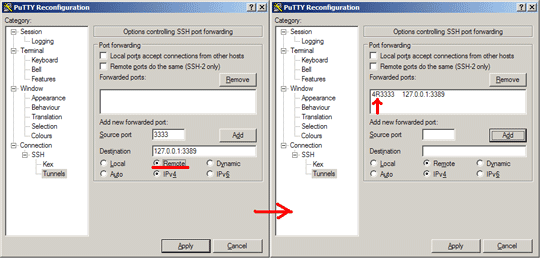 PuTTY Reconfiguration
Category:
Session
Logging
Terminal
Keyboard
Bell
Features
Window
Appearance
Behaviour
Translation
Selection
Colours
Connection
SSH
Kex
Tunnels
Options controlling SSH port forwarding
Port forwarding
Local ports accept connections from other hosts
Remote ports do the same (SSH-2 only)
Forwarded ports:
Remove
Add new forwarded port:
Source port 3333 Add
Destination 127.0.0.1:3389
Local Remote Dynamic
Auto IPv4 IPv6
Apply Cancel
PuTTY Reconfiguration
Category:
Session
Logging
Terminal
Keyboard
Bell
Features
Window
Appearance
Behaviour
Translation
Selection
Colours
Connection
SSH
Kex
Tunnels
Options controlling SSH port forwarding
Port forwarding
Local ports accept connections from other hosts
Remote ports do the same (SSH-2 only)
Forwarded ports:
Remove
4R3333 127.0.0.1:3389
Add new forwarded port:
Source port Add
Destination
Local Remote Dynamic
Auto IPv4 IPv6
Apply Cancel